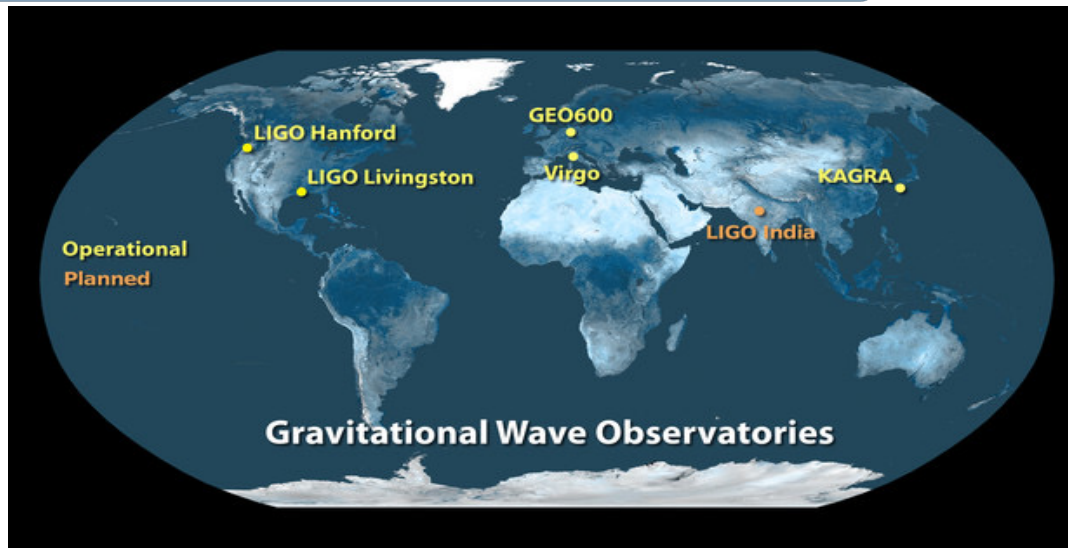 GEO600
LIGO Hanford
Virgo
LIGO Livingston
KAGRA
LIGO India
Operational
Planned
Gravitational Wave Observatories